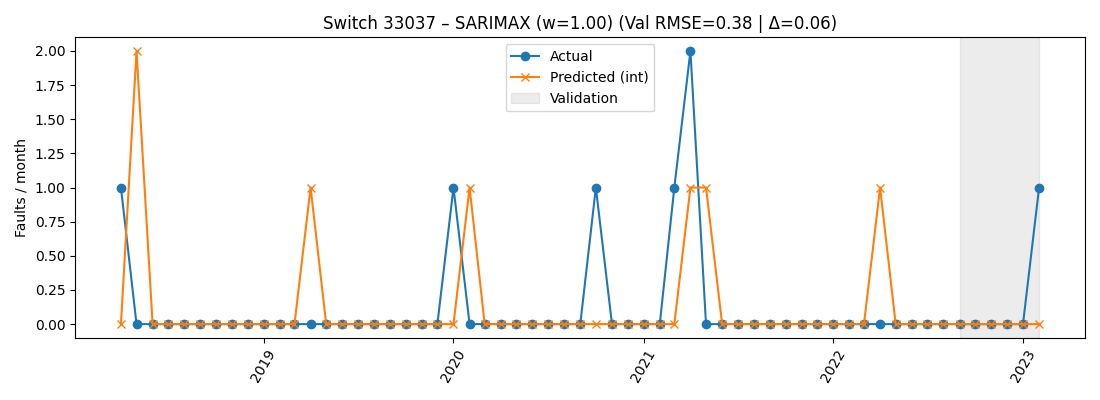 Switch 33037 – SARIMAX (w=1.00) (Val RMSE=0.38 | Δ=0.06)
Actual
Predicted (int)
Validation
Faults / month
2.00
1.75
1.50
1.25
1.00
0.75
0.50
0.25
0.00
2019
2020
2021
2022
2023